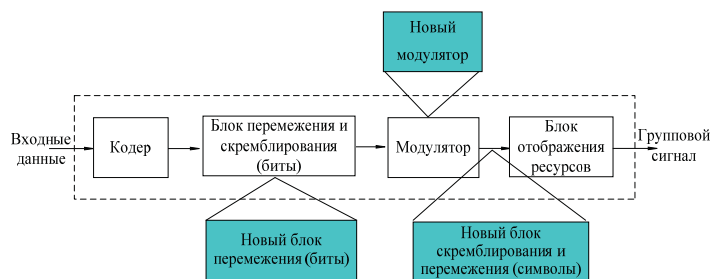 Новый
модулятор
Входные
данные
Кодер
Блок перемежения и
скремблирования
(биты)
Модулятор
Блок
отображения
ресурсов
Групповой
сигнал
Новый блок
перемежения (биты)
Новый блок
скремблирования и
перемежения (символы)